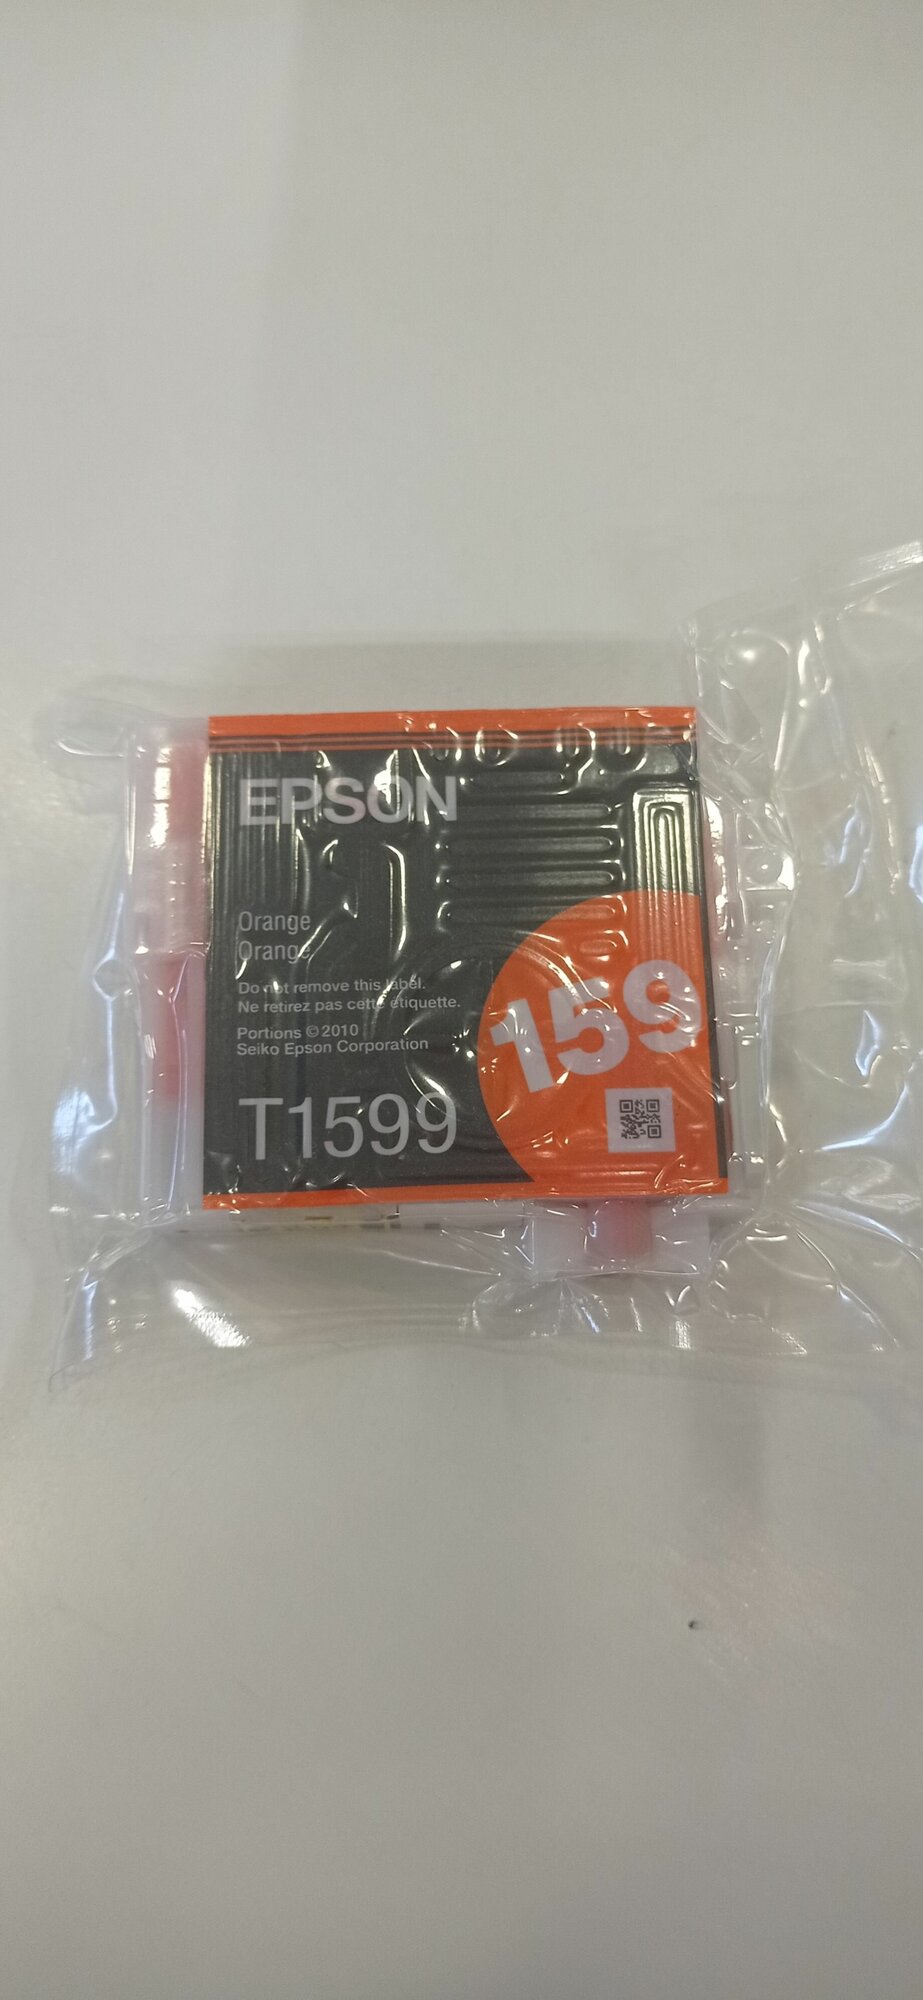 EPSON
Orange
Orange
Do not remove this label.
Ne retirez pas cette étiquette.
Portions © 2010
Seiko Epson Corporation
159
T1599